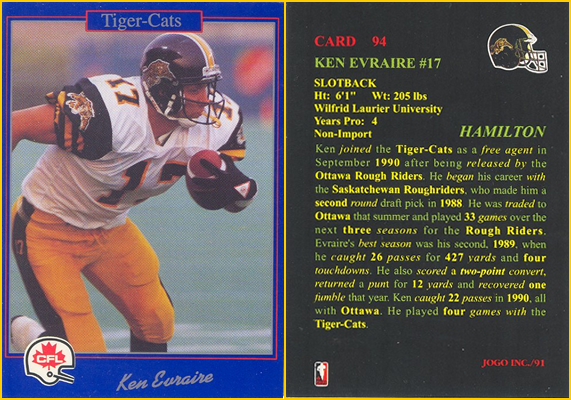 Tiger-Cats
17
17
17
CFL
Ken Evraire
CARD 94
KEN EVRAIRE #17
SLOTBACK
Ht: 6'1" Wt: 205 lbs
Wilfrid Laurier University
Years Pro: 4
Non-Import
HAMILTON
Ken joined the Tiger-Cats as a free agent in
September 1990 after being released by the
Ottawa Rough Riders. He began his career with
the Saskatchewan Roughriders, who made him a
second round draft pick in 1988. He was traded to
Ottawa that summer and played 33 games over the
next three seasons for the Rough Riders.
Evraire's best season was his second, 1989, when
he caught 26 passes for 427 yards and four
touchdowns. He also scored a two-point convert,
returned a punt for 12 yards and recovered one
fumble that year. Ken caught 22 passes in 1990, all
with Ottawa. He played four games with the
Tiger-Cats.
JOGO INC./91